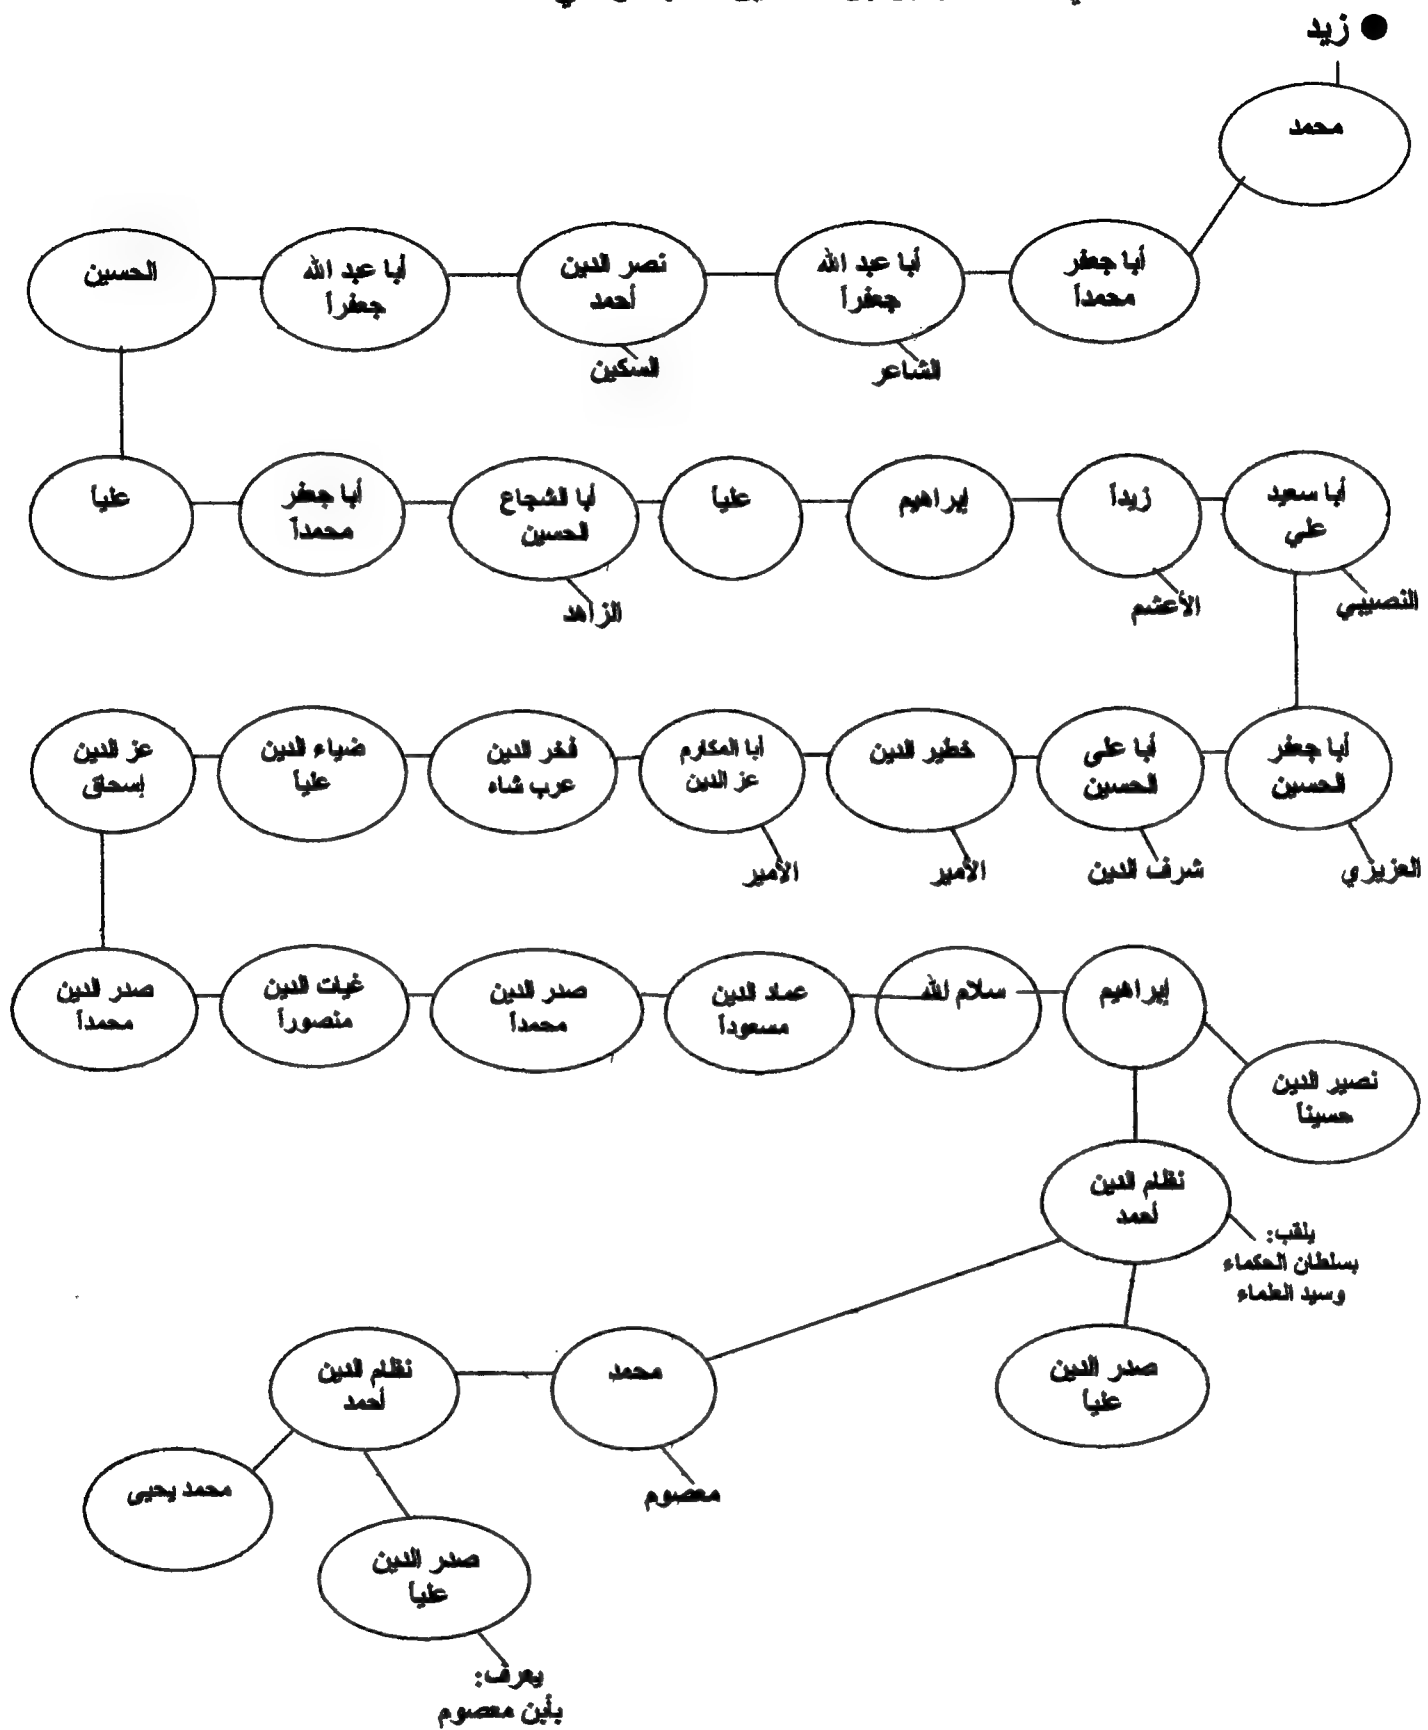 ● زيد
محمد
أبا جعفر
محمداً
أبا عبد الله
جعفراً
الشاعر
نصر الدين
أحمد
السكين
أبا عبد الله
جعفراً
الحسين
علياً
أبا جعفر
محمداً
أبا الشجاع
الحسين
الزاهد
علياً
إبراهيم
زيداً
الأعشم
أبا سعيد
علي
النصيبي
أبا جعفر
الحسين
العزيزي
أبا على
الحسين
شرف الدين
خطير الدين
الأمير
أبا المكارم
عز الدين
الأمير
فخر الدين
عرب شاه
ضياء الدين
علياً
عز الدين
إسحاق
صدر الدين
محمداً
غياث الدين
منصوراً
صدر الدين
محمداً
عماد الدين
مسعوداً
سلام الله
إبراهيم
نصير الدين
حسيناً
نظام الدين
أحمد
يلقب:
بسلطان الحكماء
وسيد العلماء
صدر الدين
علياً
محمد
معصوم
نظام الدين
أحمد
محمد يحيى
صدر الدين
علياً
يعرف:
بأبن معصوم